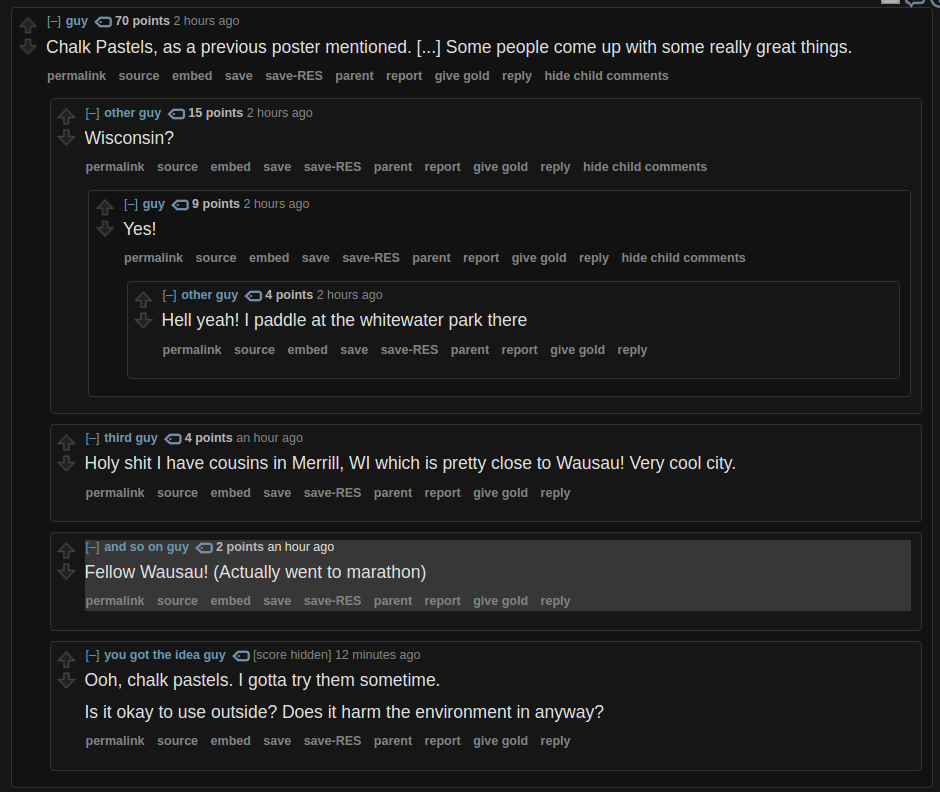 [–] guy 70 points 2 hours ago
Chalk Pastels, as a previous poster mentioned. [...] Some people come up with some really great things.
permalink source embed save save-RES parent report give gold reply hide child comments
[–] other guy 15 points 2 hours ago
Wisconsin?
permalink source embed save save-RES parent report give gold reply hide child comments
[–] guy 9 points 2 hours ago
Yes!
permalink source embed save save-RES parent report give gold reply hide child comments
[–] other guy 4 points 2 hours ago
Hell yeah! I paddle at the whitewater park there
permalink source embed save save-RES parent report give gold reply
[–] third guy 4 points an hour ago
Holy shit I have cousins in Merrill, WI which is pretty close to Wausau! Very cool city.
permalink source embed save save-RES parent report give gold reply
[–] and so on guy 2 points an hour ago
Fellow Wausau! (Actually went to marathon)
permalink source embed save save-RES parent report give gold reply
[–] you got the idea guy [score hidden] 12 minutes ago
Ooh, chalk pastels. I gotta try them sometime.
Is it okay to use outside? Does it harm the environment in anyway?
permalink source embed save save-RES parent report give gold reply